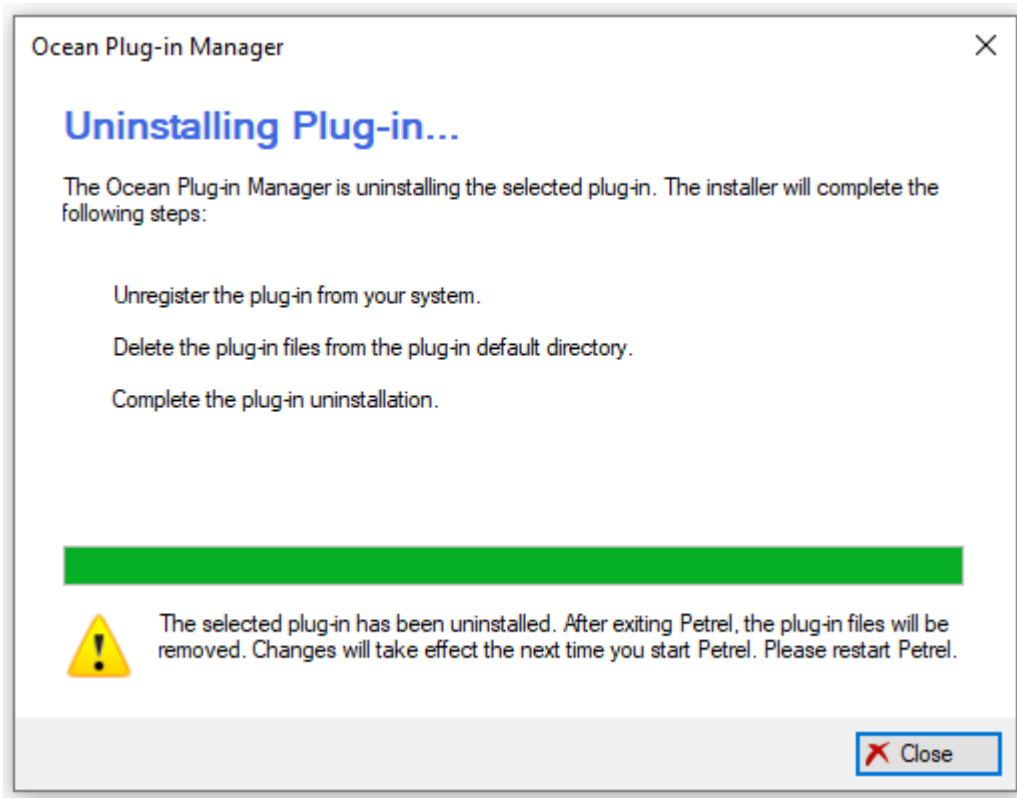 Ocean Plug-in Manager
Uninstalling Plug-in...
The Ocean Plug-in Manager is uninstalling the selected plug-in. The installer will complete the
following steps:
Unregister the plug-in from your system.
Delete the plug-in files from the plug-in default directory.
Complete the plug-in uninstallation.
The selected plug-in has been uninstalled. After exiting Petrel, the plug-in files will be
removed. Changes will take effect the next time you start Petrel. Please restart Petrel.
Close